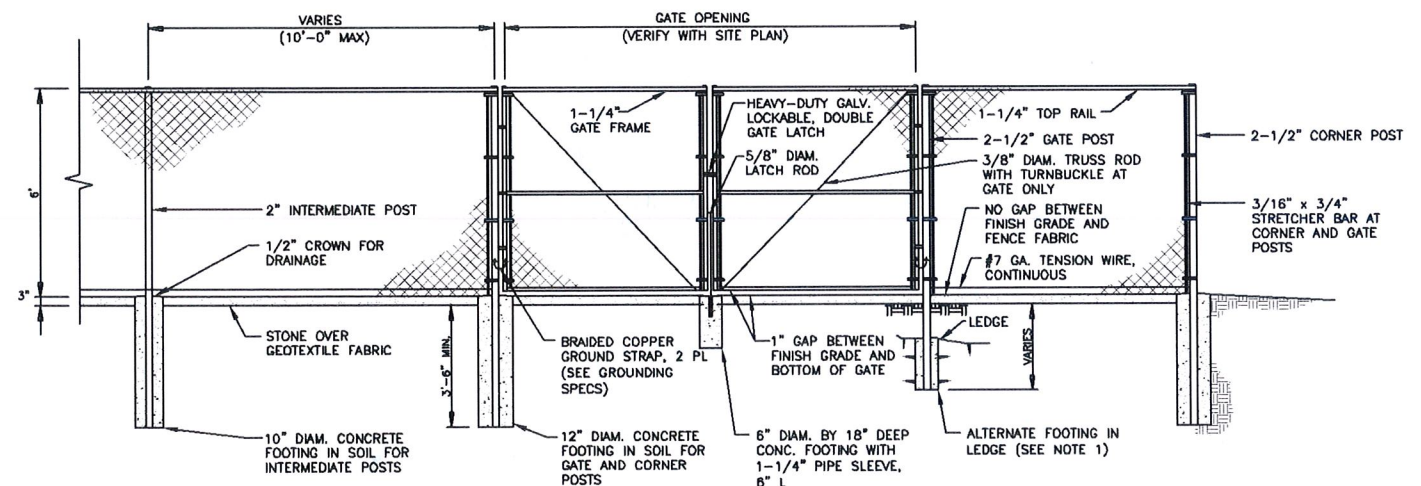 VARIES
(10'-0" MAX)
GATE OPENING
(VERIFY WITH SITE PLAN)
1-1/4"
GATE FRAME
HEAVY-DUTY GALV.
LOCKABLE, DOUBLE
GATE LATCH
5/8" DIAM.
LATCH ROD
1-1/4" TOP RAIL
2-1/2" GATE POST
3/8" DIAM. TRUSS ROD
WITH TURNBUCKLE AT
GATE ONLY
2-1/2" CORNER POST
6'
2" INTERMEDIATE POST
1/2" CROWN FOR
DRAINAGE
NO GAP BETWEEN
FINISH GRADE AND
FENCE FABRIC
#7 GA. TENSION WIRE,
CONTINUOUS
3/16" x 3/4"
STRETCHER BAR AT
CORNER AND GATE
POSTS
3"
STONE OVER
GEOTEXTILE FABRIC
3'-6" MIN.
BRAIDED COPPER
GROUND STRAP, 2 PL
(SEE GROUNDING
SPECS)
1" GAP BETWEEN
FINISH GRADE AND
BOTTOM OF GATE
LEDGE
VARIES
10" DIAM. CONCRETE
FOOTING IN SOIL FOR
INTERMEDIATE POSTS
12" DIAM. CONCRETE
FOOTING IN SOIL FOR
GATE AND CORNER
POSTS
6" DIAM. BY 18" DEEP
CONC. FOOTING WITH
1-1/4" PIPE SLEEVE,
6" L
ALTERNATE FOOTING IN
LEDGE (SEE NOTE 1)